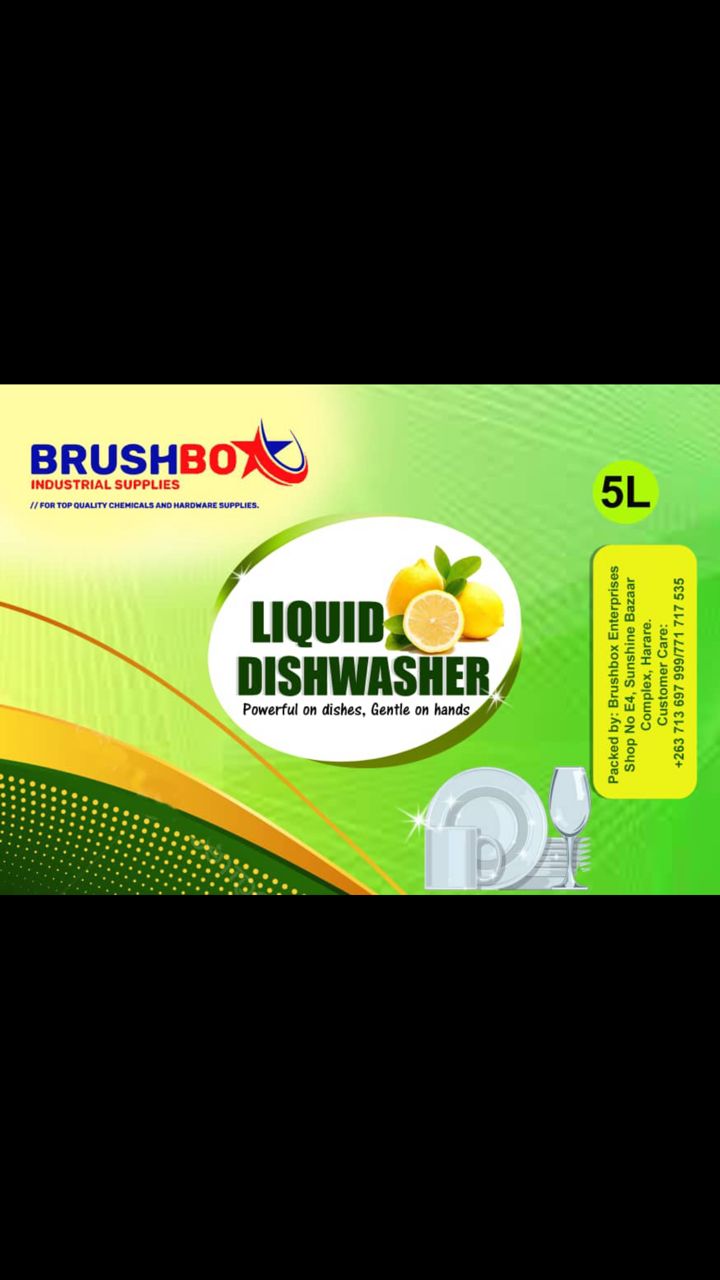 BRUSHBOX
INDUSTRIAL SUPPLIES
// FOR TOP QUALITY CHEMICALS AND HARDWARE SUPPLIES.
5L
LIQUID
DISHWASHER
Powerful on dishes, Gentle on hands
Packed by: Brushbox Enterprises
Shop No E4, Sunshine Bazaar
Complex, Harare.
Customer Care:
+263 713 697 999/771 717 535